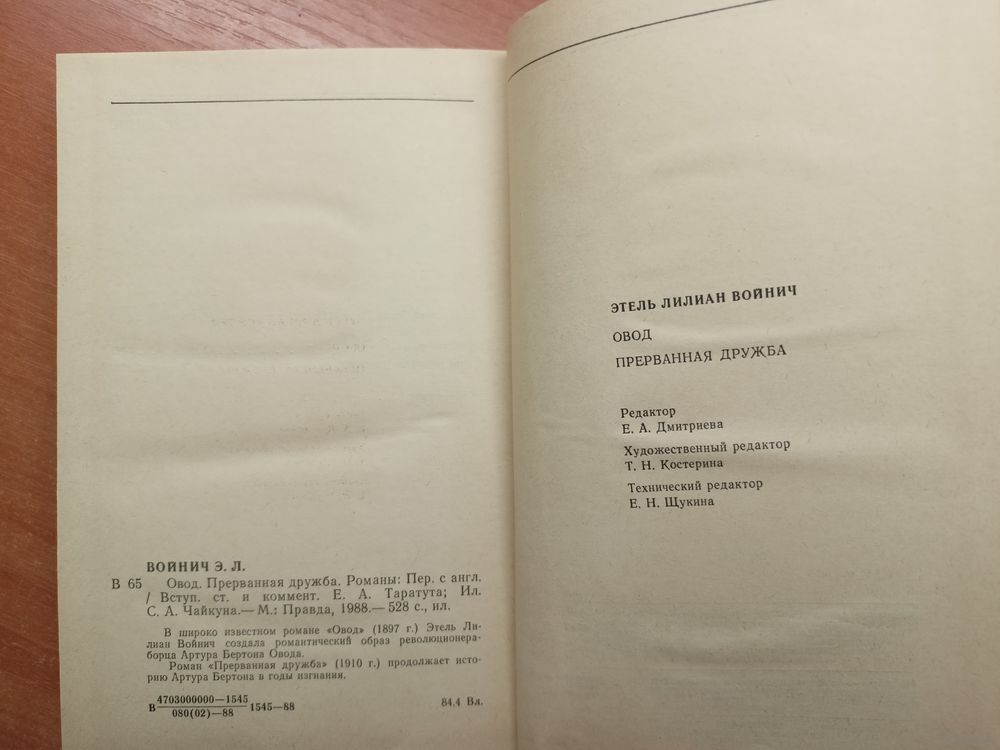 ВОЙНИЧ Э. Л.
В 65 Овод. Прерванная дружба. Романы: Пер. с англ.
/ Вступ. ст. и коммент. Е. А. Таратута; Ил.
С. А. Чайкуна.— М.: Правда, 1988.— 528 с., ил.
В широко известном романе «Овод» (1897 г.) Этель Ли-
лиан Войнич создала романтический образ революционера-
борца Артура Бертона Овода.
Роман «Прерванная дружба» (1910 г.) продолжает исто-
рию Артура Бертона в годы изгнания.
4703000000—1545
В 1545—88 84.4 Вл.
080(02)—88
ЭТЕЛЬ ЛИЛИАН ВОЙНИЧ
ОВОД
ПРЕРВАННАЯ ДРУЖБА
Редактор
Е. А. Дмитриева
Художественный редактор
Т. Н. Костерина
Технический редактор
Е. Н. Щукина